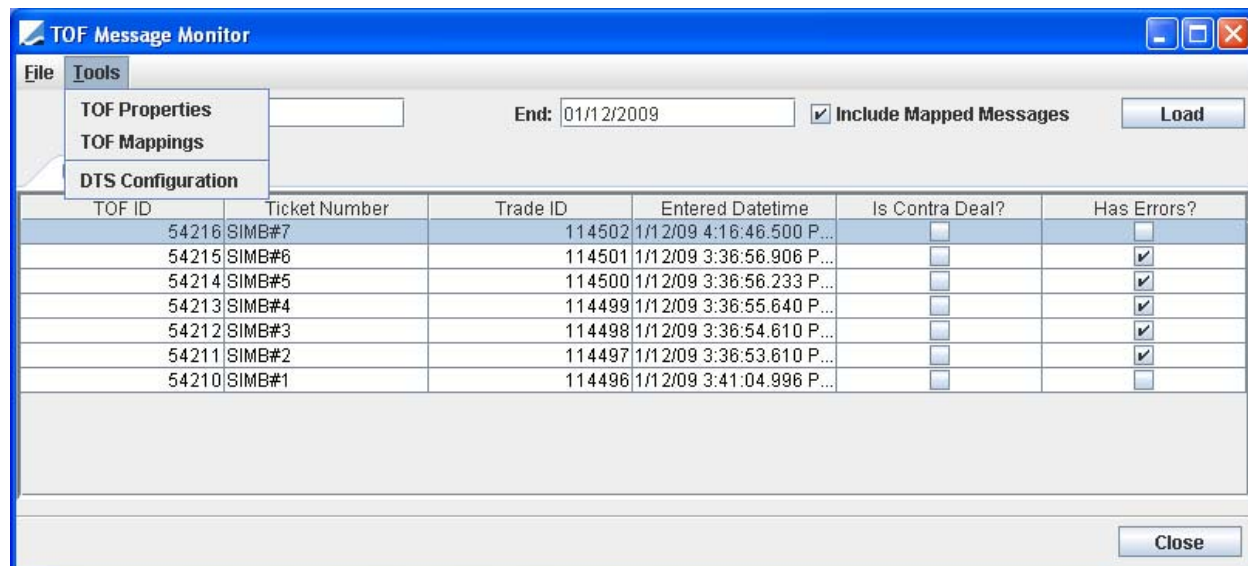 TOF Message Monitor
File Tools
TOF Properties
TOF Mappings
DTS Configuration
End: 01/12/2009 Include Mapped Messages Load
TOF ID Ticket Number Trade ID Entered Datetime Is Contra Deal? Has Errors?
54216 SIMB#7 114502 1/12/09 4:16:46.500 P...
54215 SIMB#6 114501 1/12/09 3:36:56.906 P...
54214 SIMB#5 114500 1/12/09 3:36:56.233 P...
54213 SIMB#4 114499 1/12/09 3:36:55.640 P...
54212 SIMB#3 114498 1/12/09 3:36:54.610 P...
54211 SIMB#2 114497 1/12/09 3:36:53.610 P...
54210 SIMB#1 114496 1/12/09 3:41:04.996 P...
Close